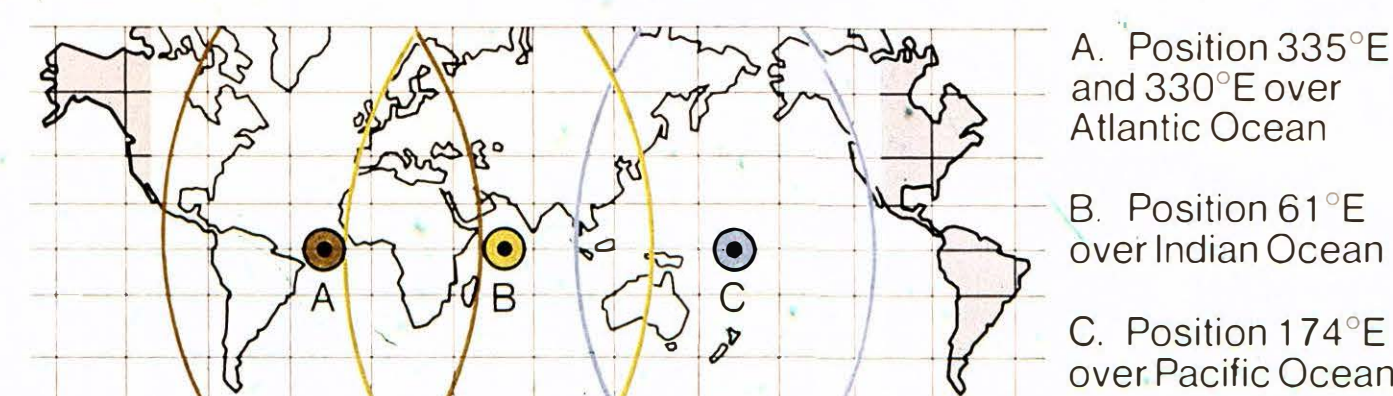 A
B
C
A. Position 335°E
and 330°E over
Atlantic Ocean
B. Position 61°E
over Indian Ocean
C. Position 174°E
over Pacific Ocean